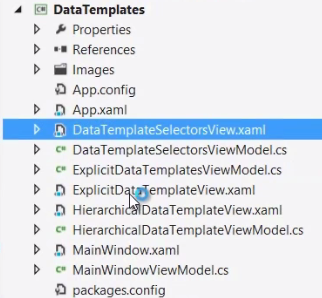 DataTemplates
Properties
References
Images
App.config
App.xaml
DataTemplateSelectorsView.xaml
DataTemplateSelectorsViewModel.cs
ExplicitDataTemplatesViewModel.cs
ExplicitDataTemplateView.xaml
HierarchicalDataTemplateView.xaml
HierarchicalDataTemplateViewModel.cs
MainWindow.xaml
MainWindowViewModel.cs
packages.config